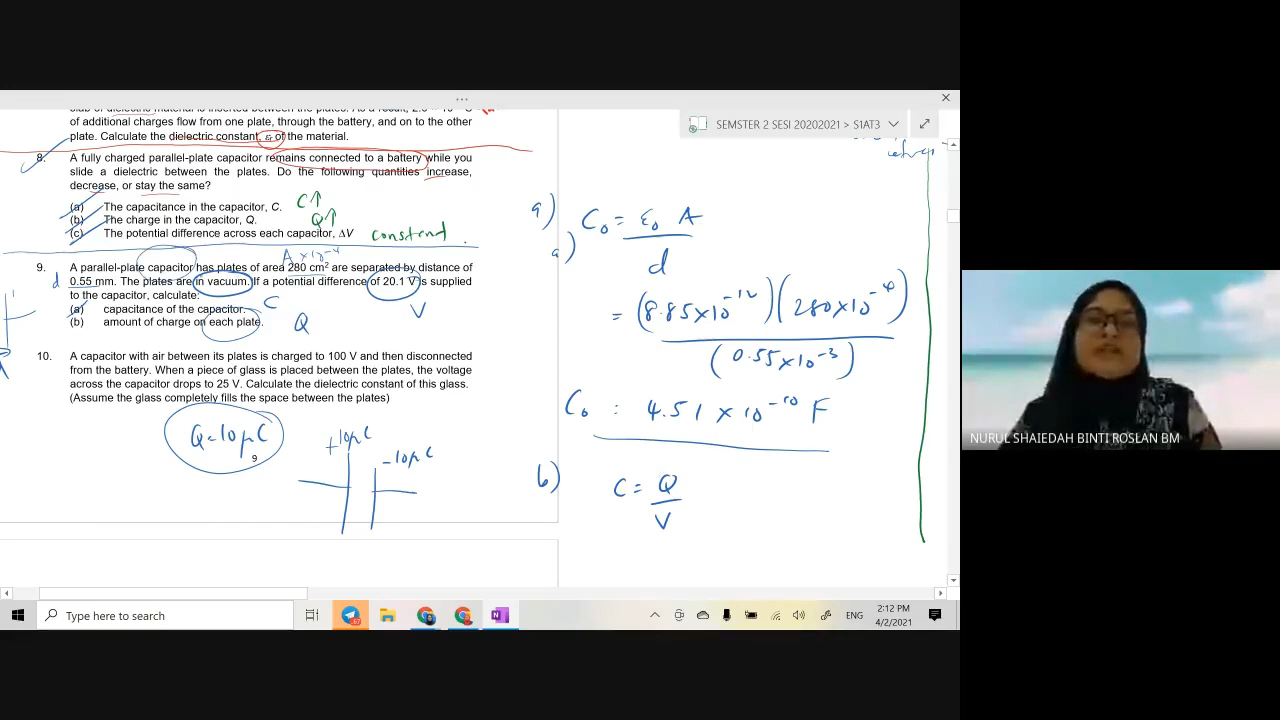 SEMSTER 2 SESI 20202021 > S1AT3
of additional charges flow from one plate, through the battery, and on to the other
plate. Calculate the dielectric constant, εr of the material.
8. A fully charged parallel-plate capacitor remains connected to a battery while you
slide a dielectric between the plates. Do the following quantities increase,
decrease, or stay the same?
(a) The capacitance in the capacitor, C. C↑
(b) The charge in the capacitor, Q. Q↑
(c) The potential difference across each capacitor, ΔV constand
A ×10⁻⁴
9. A parallel-plate capacitor has plates of area 280 cm² are separated by distance of
d 0.55 mm. The plates are in vacuum. If a potential difference of 20.1 V is supplied
to the capacitor, calculate:
(a) capacitance of the capacitor. C V
(b) amount of charge on each plate. Q
10. A capacitor with air between its plates is charged to 100 V and then disconnected
from the battery. When a piece of glass is placed between the plates, the voltage
across the capacitor drops to 25 V. Calculate the dielectric constant of this glass.
(Assume the glass completely fills the space between the plates)
Q=10μC
+10μC
-10μC
9
a) C₀ = ε₀ A
a)
d
= (8.85×10⁻¹²)(280×10⁻⁴)
(0.55×10⁻³)
C₀ : 4.51 ×10⁻¹⁰ F
b) C = Q
V
NURUL SHAIEDAH BINTI ROSLAN BM
Type here to search
ENG
2:12 PM
4/2/2021